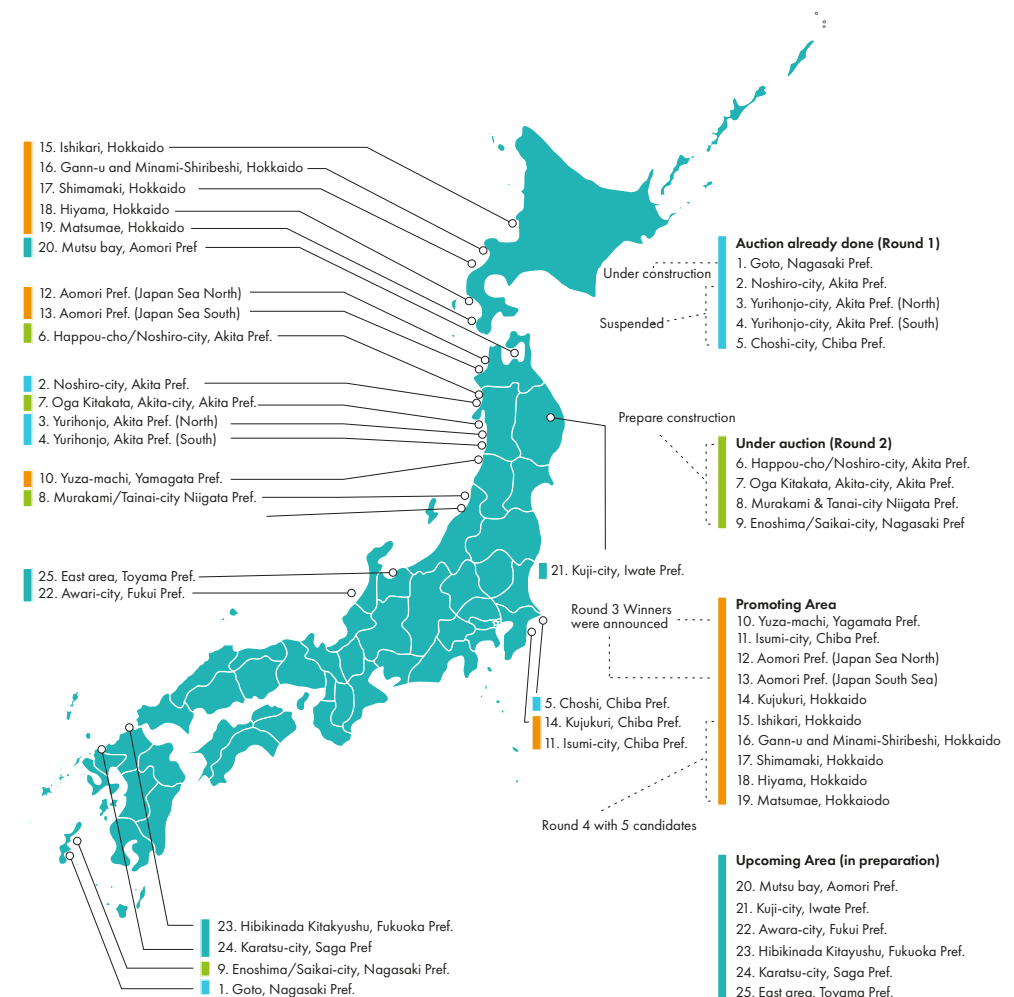 15. Ishikari, Hokkaido
16. Gann-u and Minami-Shiribeshi, Hokkaido
17. Shimamaki, Hokkaido
18. Hiyama, Hokkaido
19. Matsumae, Hokkaido
20. Mutsu bay, Aomori Pref
12. Aomori Pref. (Japan Sea North)
13. Aomori Pref. (Japan Sea South)
6. Happou-cho/Noshiro-city, Akita Pref.
2. Noshiro-city, Akita Pref.
7. Oga Kitakata, Akita-city, Akita Pref.
3. Yurihonjo, Akita Pref. (North)
4. Yurihonjo, Akita Pref. (South)
10. Yuza-machi, Yamagata Pref.
8. Murakami/Tainai-city Niigata Pref.
25. East area, Toyama Pref.
22. Awari-city, Fukui Pref.
21. Kuji-city, Iwate Pref.
5. Choshi, Chiba Pref.
14. Kujukuri, Chiba Pref.
11. Isumi-city, Chiba Pref.
23. Hibikinada Kitakyushu, Fukuoka Pref.
24. Karatsu-city, Saga Pref
9. Enoshima/Saikai-city, Nagasaki Pref.
1. Goto, Nagasaki Pref.
Under construction
Suspended
Auction already done (Round 1)
1. Goto, Nagasaki Pref.
2. Noshiro-city, Akita Pref.
3. Yurihonjo-city, Akita Pref. (North)
4. Yurihonjo-city, Akita Pref. (South)
5. Choshi-city, Chiba Pref.
Prepare construction
Under auction (Round 2)
6. Happou-cho/Noshiro-city, Akita Pref.
7. Oga Kitakata, Akita-city, Akita Pref.
8. Murakami & Tanai-city Niigata Pref.
9. Enoshima/Saikai-city, Nagasaki Pref
Round 3 Winners
were announced
Promoting Area
10. Yuza-machi, Yagamata Pref.
11. Isumi-city, Chiba Pref.
12. Aomori Pref. (Japan Sea North)
13. Aomori Pref. (Japan South Sea)
14. Kujukuri, Hokkaido
15. Ishikari, Hokkaido
16. Gann-u and Minami-Shiribeshi, Hokkaido
17. Shimamaki, Hokkaido
18. Hiyama, Hokkaido
19. Matsumae, Hokkaiodo
Round 4 with 5 candidates
Upcoming Area (in preparation)
20. Mutsu bay, Aomori Pref.
21. Kuji-city, Iwate Pref.
22. Awara-city, Fukui Pref.
23. Hibikinada Kitayushu, Fukuoka Pref.
24. Karatsu-city, Saga Pref.
25. East area, Toyama Pref.